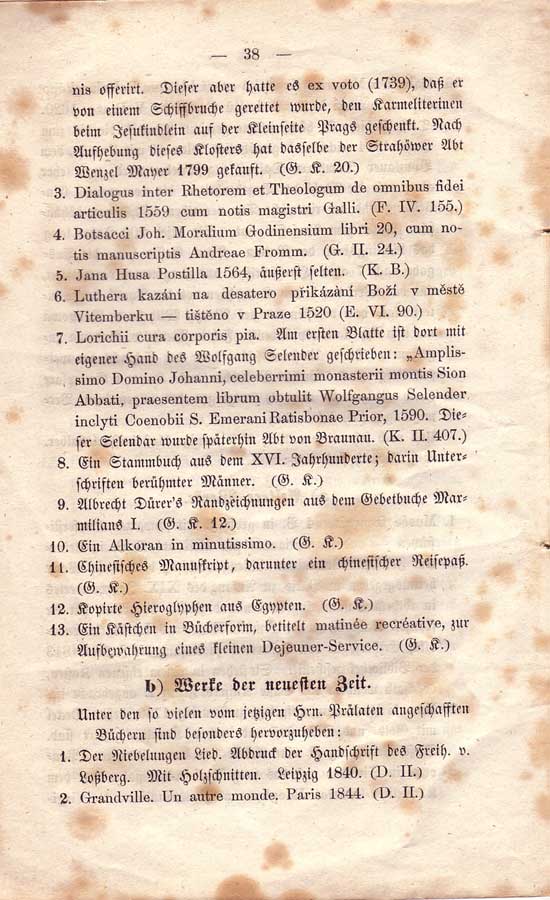 — 38 —
nis offerirt. Dieser aber hatte es ex voto (1739), daß er
von einem Schiffbruche gerettet wurde, den Karmeliterinen
beim Jesukindlein auf der Kleinseite Prags geschenkt. Nach
Aufhebung dieses Klosters hat dasselbe der Strahöwer Abt
Wenzel Mayer 1799 gekauft. (G. K. 20.)
3. Dialogus inter Rhetorem et Theologum de omnibus fidei
articulis 1559 cum notis magistri Galli. (F. IV. 155.)
4. Botsacci Joh. Moralium Godinensium libri 20, cum no-
tis manuscriptis Andreae Fromm. (G. II. 24.)
5. Jana Husa Postilla 1564, äußerst selten. (K. B.)
6. Luthera kazání na desatero přikázàní Boží v městě
Vitemberku — tištěno v Praze 1520 (E. VI. 90.)
7. Lorichii cura corporis pia. Am ersten Blatte ist dort mit
eigener Hand des Wolfgang Selender geschrieben: „Amplis-
simo Domino Johanni, celeberrimi monasterii montis Sion
Abbati, praesentem librum obtulit Wolfgangus Selender
inclyti Coenobii S. Emerani Ratisbonae Prior, 1590. Die-
ser Selendar wurde späterhin Abt von Braunau. (K. II. 407.)
8. Ein Stammbuch aus dem XVI. Jahrhunderte; darin Unter-
schriften berühmter Männer. (G. K.)
9. Albrecht Dürer's Randzeichnungen aus dem Gebetbuche Mar-
milians I. (G. K. 12.)
10. Ein Alkoran in minutissimo. (G. K.)
11. Chinesisches Manuskript, darunter ein chinesischer Reisepaß.
(G. K.)
12. Kopirte Hieroglyphen aus Egypten. (G. K.)
13. Ein Kästchen in Bücherform, betitelt matinée recréative, zur
Aufbewahrung eines kleinen Dejeuner-Service. (G. K.)
b) Werke der neuesten Zeit.
Unter den so vielen vom jetzigen Hrn. Prälaten angeschafften
Büchern sind besonders hervorzuheben:
1. Der Niebelungen Lied. Abdruck der Handschrift des Freih. v.
Loßberg. Mit Holzschnitten. Leipzig 1840. (D. II.)
2. Grandville. Un autre monde. Paris 1844. (D. II.)